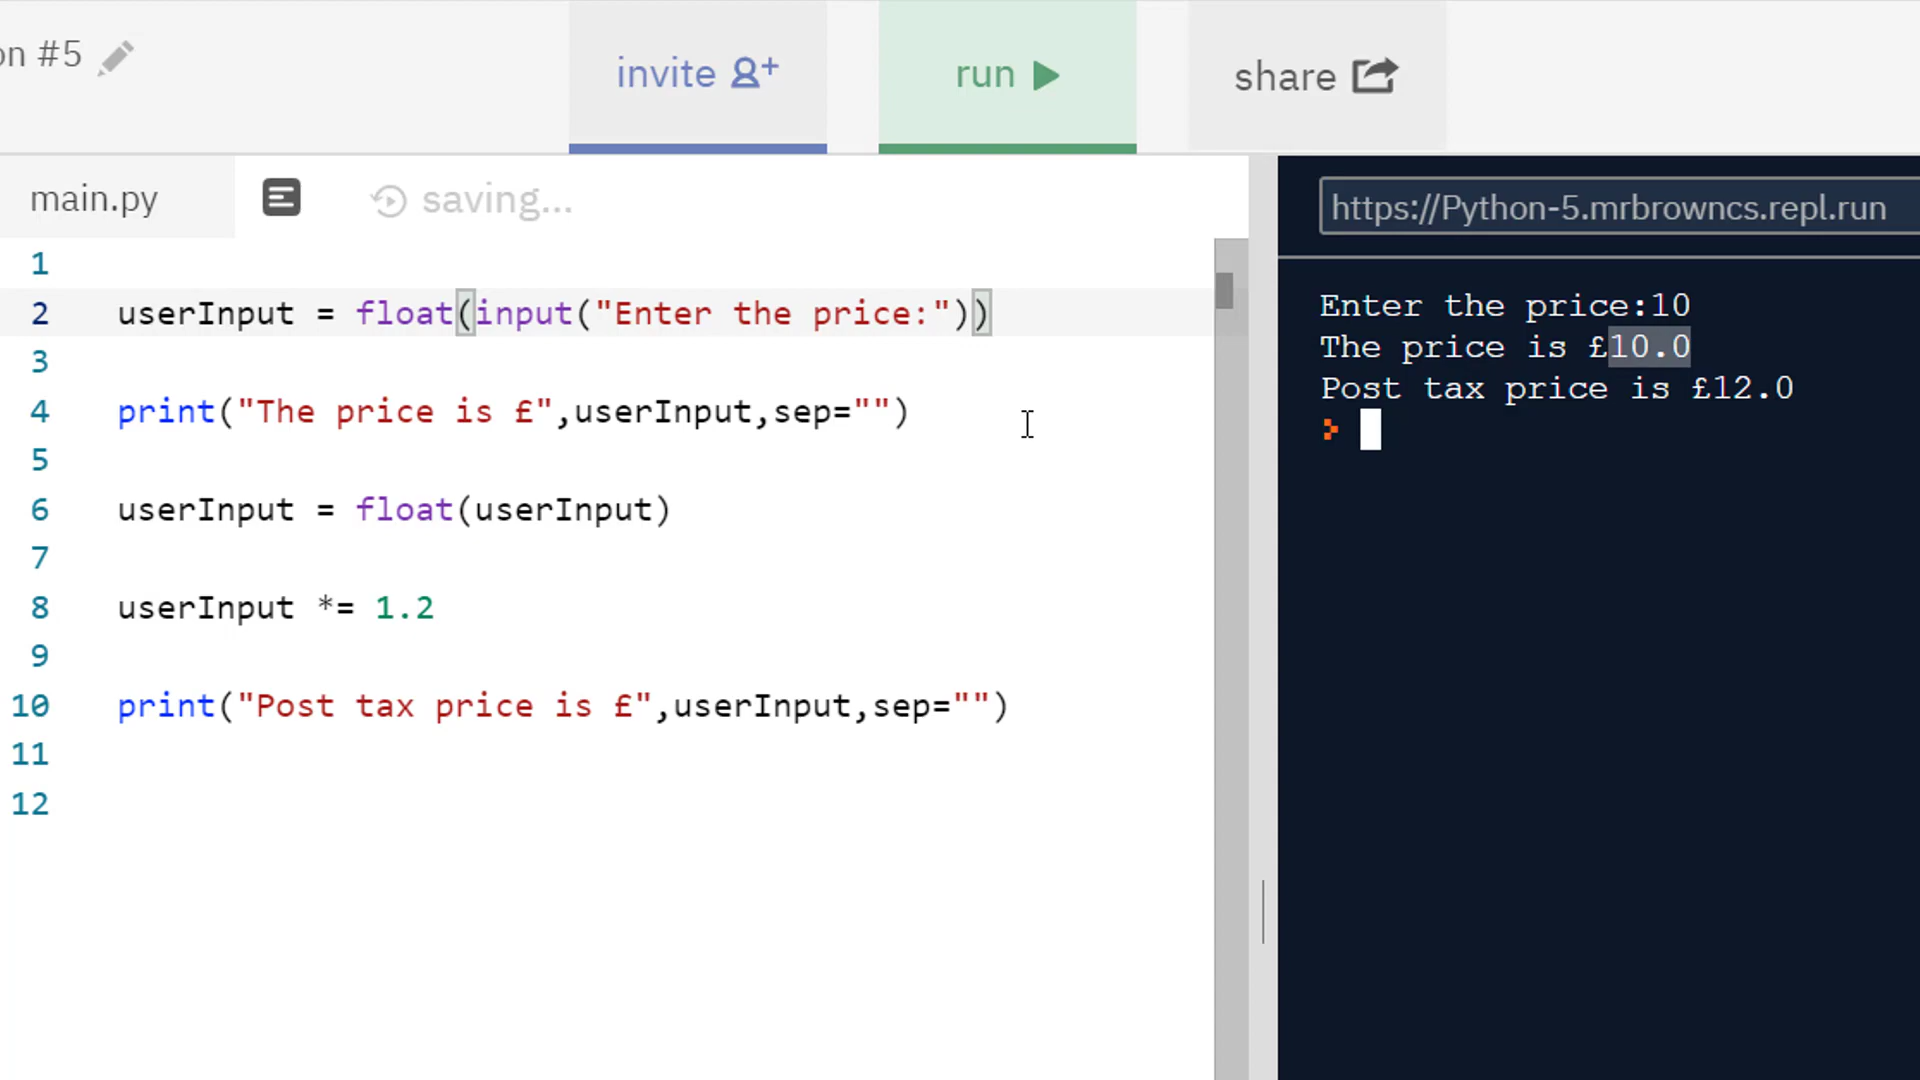 on #5
invite
run
share
main.py
saving...
https://Python-5.mrbrowncs.repl.run
1
2 userInput = float(input("Enter the price:"))
3
4 print("The price is £",userInput,sep="")
5
6 userInput = float(userInput)
7
8 userInput *= 1.2
9
10 print("Post tax price is £",userInput,sep="")
11
12
Enter the price:10
The price is £10.0
Post tax price is £12.0